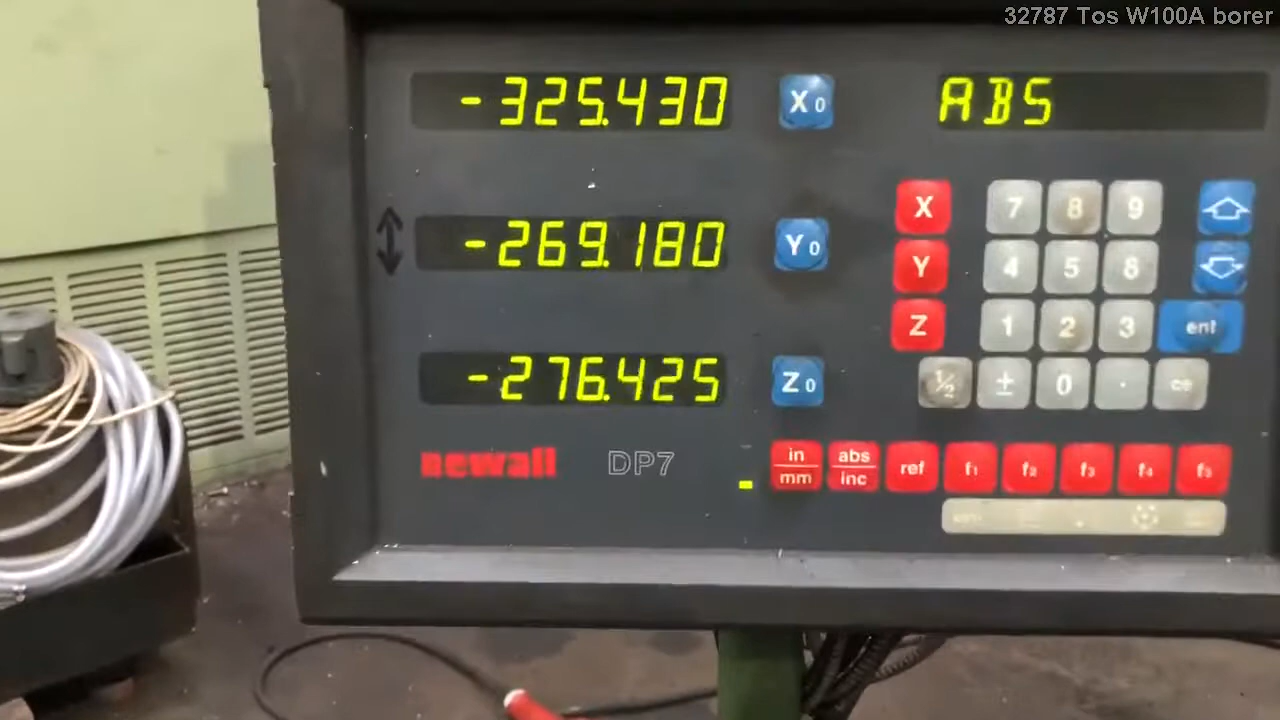 32787 Tos W100A borer
-325.430 X0 ABS
X 7 8 9
-269.180 Y0
Y 4 5 8
Z 1 2 3 ent
-276.425 Z0
½ ± 0 · ce
newall DP7
in/mm abs/inc ref f1 f2 f3 f4 f5